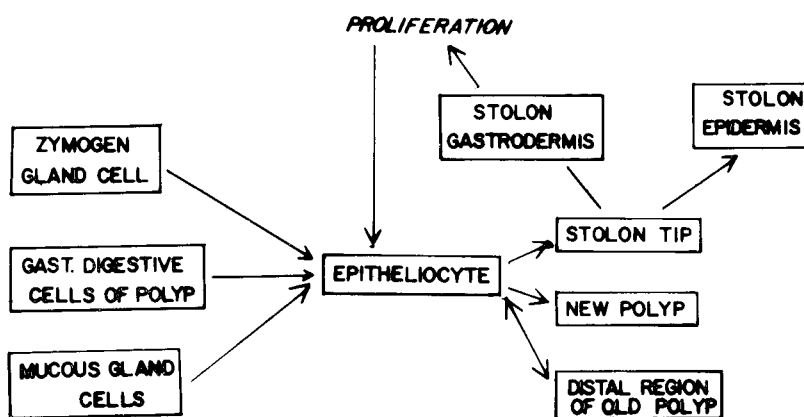 PROLIFERATION
STOLON
GASTRODERMIS
STOLON
EPIDERMIS
ZYMOGEN
GLAND CELL
STOLON TIP
GAST. DIGESTIVE
CELLS OF POLYP
EPITHELIOCYTE
NEW POLYP
MUCOUS GLAND
CELLS
DISTAL REGION
OF OLD POLYP